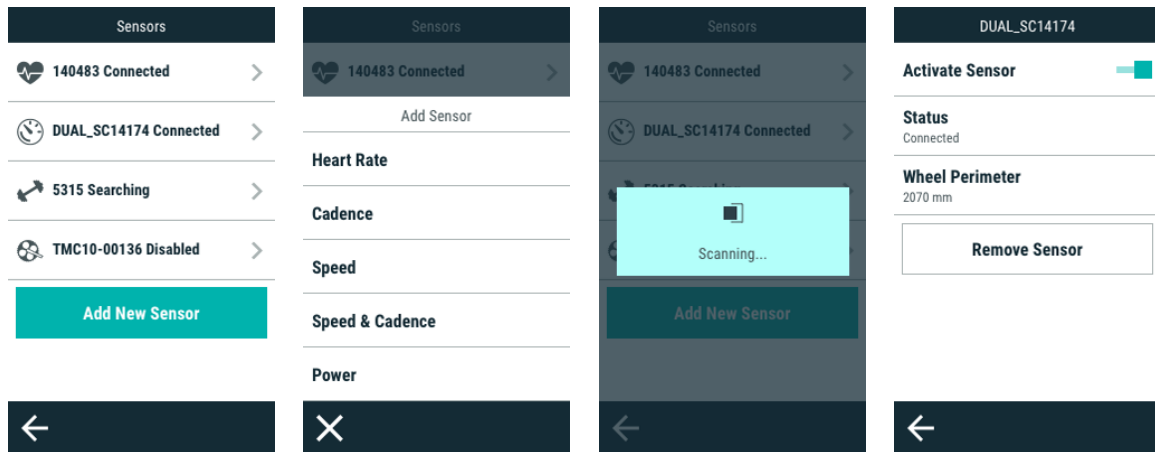 Sensors
140483 Connected
DUAL_SC14174 Connected
5315 Searching
TMC10-00136 Disabled
Add New Sensor
Sensors
140483 Connected
Add Sensor
Heart Rate
Cadence
Speed
Speed & Cadence
Power
Sensors
140483 Connected
DUAL_SC14174 Connected
5315 Searching
Scanning...
Add New Sensor
DUAL_SC14174
Activate Sensor
Status
Connected
Wheel Perimeter
2070 mm
Remove Sensor